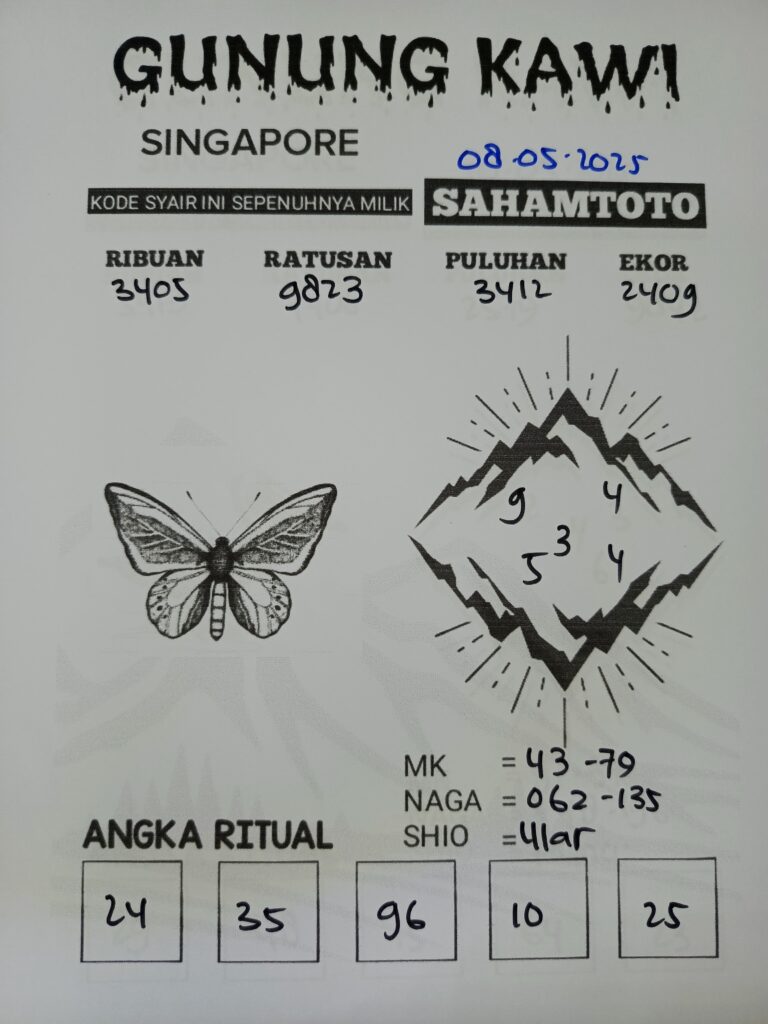 GUNUNG KAWI
SINGAPORE
08-05-2025
KODE SYAIR INI SEPENUHNYA MILIK SAHAMTOTO
RIBUAN RATUSAN PULUHAN EKOR
3405 9823 3412 2409
9 4
3
5 4
MK = 43 -79
NAGA = 062 -135
SHIO = Ular
ANGKA RITUAL
24 35 96 10 25